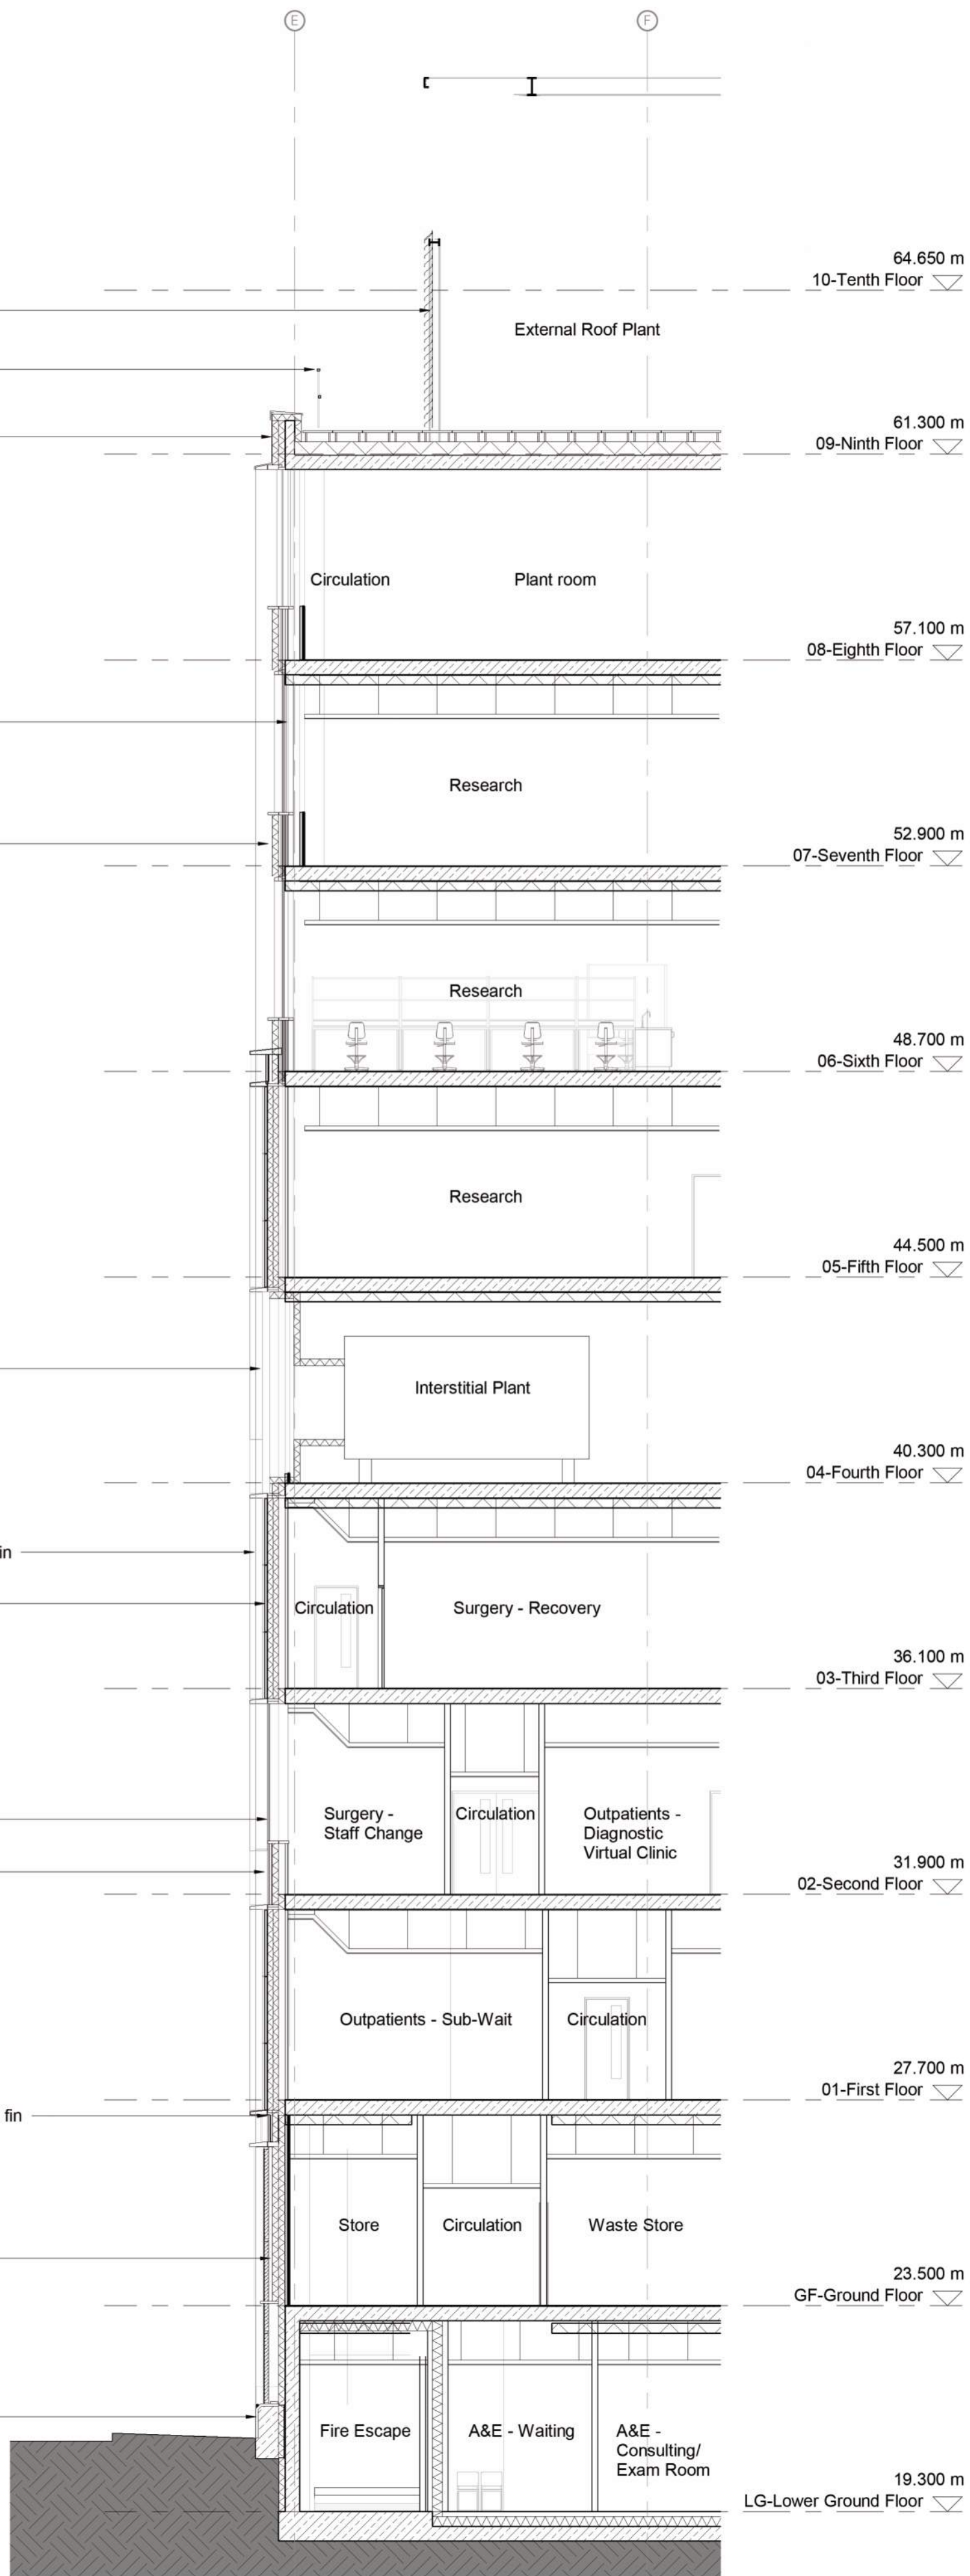 E
F
64.650 m
10-Tenth Floor
External Roof Plant
61.300 m
09-Ninth Floor
Circulation
Plant room
57.100 m
08-Eighth Floor
Research
52.900 m
07-Seventh Floor
Research
48.700 m
06-Sixth Floor
Research
44.500 m
05-Fifth Floor
Interstitial Plant
40.300 m
04-Fourth Floor
in
Circulation
Surgery - Recovery
36.100 m
03-Third Floor
Surgery -
Staff Change
Circulation
Outpatients -
Diagnostic
Virtual Clinic
31.900 m
02-Second Floor
Outpatients - Sub-Wait
Circulation
27.700 m
01-First Floor
fin
Store
Circulation
Waste Store
23.500 m
GF-Ground Floor
Fire Escape
A&E - Waiting
A&E -
Consulting/
Exam Room
19.300 m
LG-Lower Ground Floor